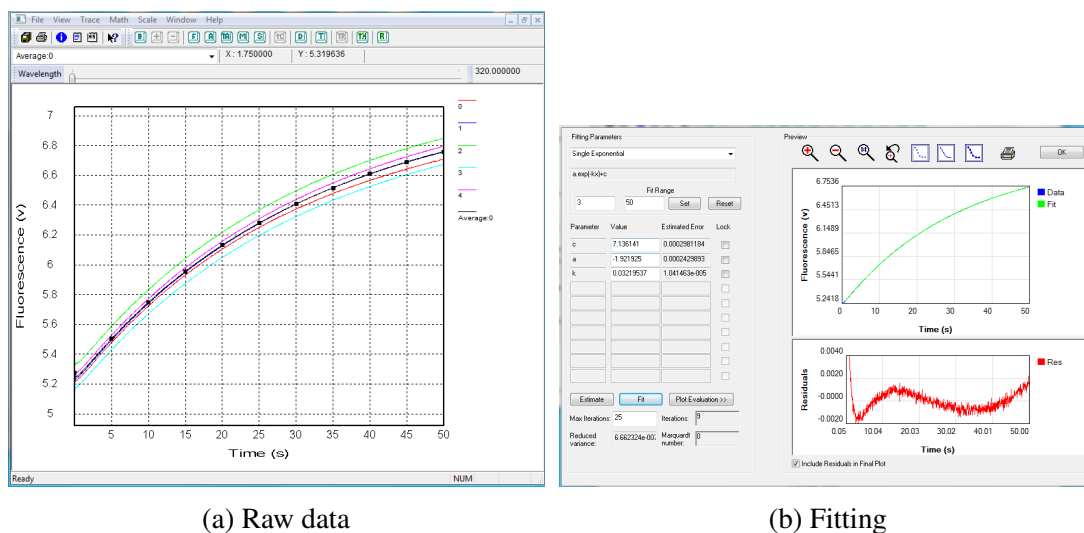 File View Trace Math Scale Window Help
Average:0 X : 1.750000 Y : 5.319636
Wavelength 320.000000
7
6.8
6.6
6.4
6.2
6
5.8
5.6
5.4
5.2
5
Fluorescence (v)
5 10 15 20 25 30 35 40 45 50
Time (s)
0
1
2
3
4
Average:0
Ready NUM
(a) Raw data
Fitting Parameters
Single Exponential
a.exp(-kx)+c
Fit Range
3 50 Set Reset
Parameter Value Estimated Error Lock
c 7.136141 0.0002981184
a -1.921925 0.0002429893
k 0.03219537 1.041463e-005
Estimate Fit Plot Evaluation >>
Max Iterations: 25 Iterations: 9
Reduced variance: 6.662324e-00 Marquardt number: 0
Preview
OK
6.7536
6.4513
6.1489
5.8465
5.5441
5.2418
Fluorescence (v)
0 10 20 30 40 50
Time (s)
Data
Fit
0.0040
0.0020
-0.0000
-0.0020
Residuals
0.05 10.04 20.03 30.02 40.01 50.00
Time (s)
Res
Include Residuals in Final Plot
(b) Fitting